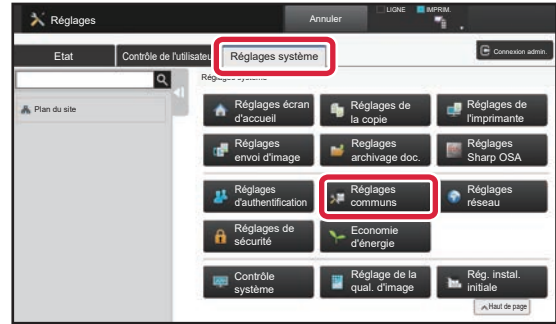 Réglages
Annuler
LIGNE
IMPRIM.
Etat
Contrôle de l'utilisateu
Réglages système
Connexion admin.
Plan du site
Réglages écran
d'accueil
Réglages de
la copie
Réglages de
l'imprimante
Réglages
envoi d'image
Reglages
archivage doc.
Réglages
Sharp OSA
Réglages
d'authentification
Réglages
communs
Réglages
réseau
Réglages de
sécurité
Economie
d'énergie
Contrôle
système
Réglage de la
qual. d'image
Rég. instal.
initiale
Haut de page